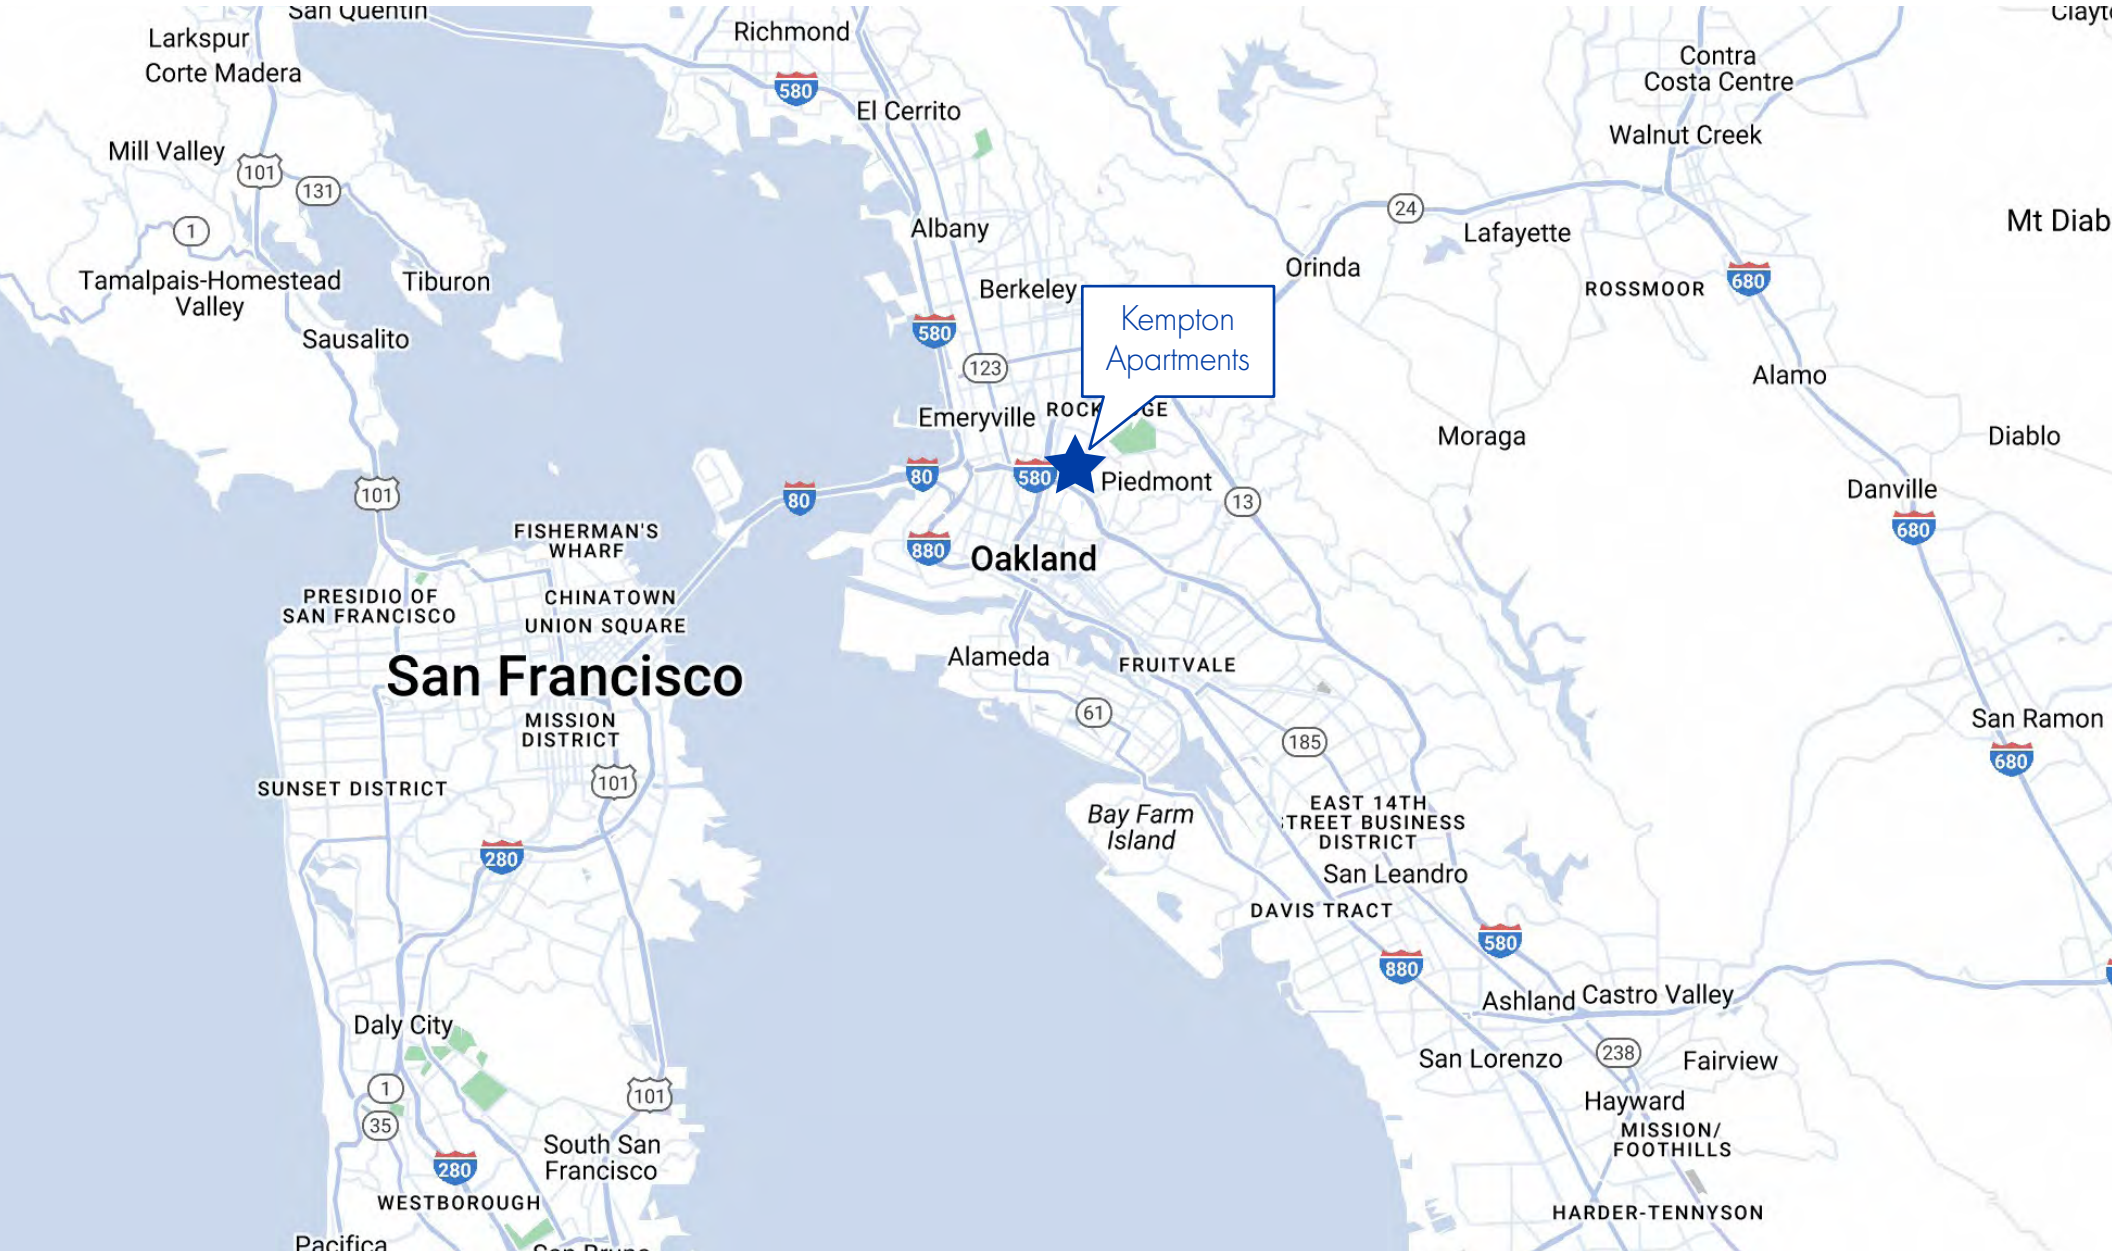 San Quentin
Larkspur
Corte Madera
Richmond
580
El Cerrito
Contra
Costa Centre
Walnut Creek
Mill Valley
101
131
1
Tamalpais-Homestead
Valley
Tiburon
Sausalito
Albany
Berkeley
580
123
Emeryville
24
Lafayette
Orinda
ROSSMOOR
680
Mt Diab
Kempton
Apartments
Alamo
Moraga
Diablo
Danville
680
101
80
80
580
Piedmont
13
880
Oakland
FISHERMAN'S
WHARF
PRESIDIO OF
SAN FRANCISCO
CHINATOWN
UNION SQUARE
San Francisco
MISSION
DISTRICT
101
SUNSET DISTRICT
280
Alameda
FRUITVALE
61
185
San Ramon
680
Bay Farm
Island
EAST 14TH
STREET BUSINESS
DISTRICT
San Leandro
DAVIS TRACT
580
880
Ashland
Castro Valley
San Lorenzo
238
Fairview
Hayward
MISSION/
FOOTHILLS
HARDER-TENNYSON
Daly City
1
35
101
280
South San
Francisco
WESTBOROUGH
Pacifica